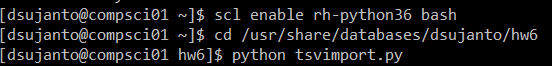 [dsujanto@compsci01 ~]$ scl enable rh-python36 bash
[dsujanto@compsci01 ~]$ cd /usr/share/databases/dsujanto/hw6
[dsujanto@compsci01 hw6]$ python tsvimport.py